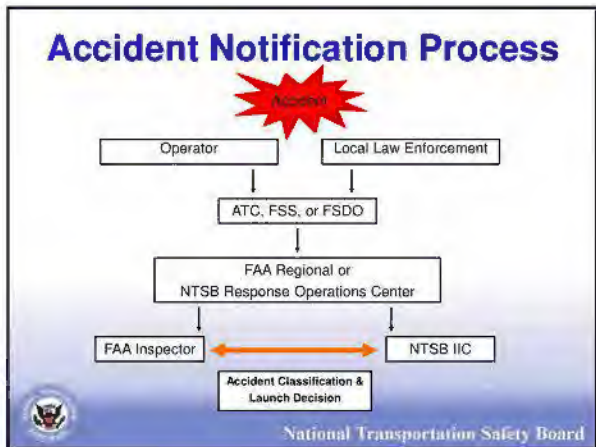 Accident Notification Process
Accident
Operator
Local Law Enforcement
ATC, FSS, or FSDO
FAA Regional or
NTSB Response Operations Center
FAA Inspector
NTSB IIC
Accident Classification &
Launch Decision
National Transportation Safety Board